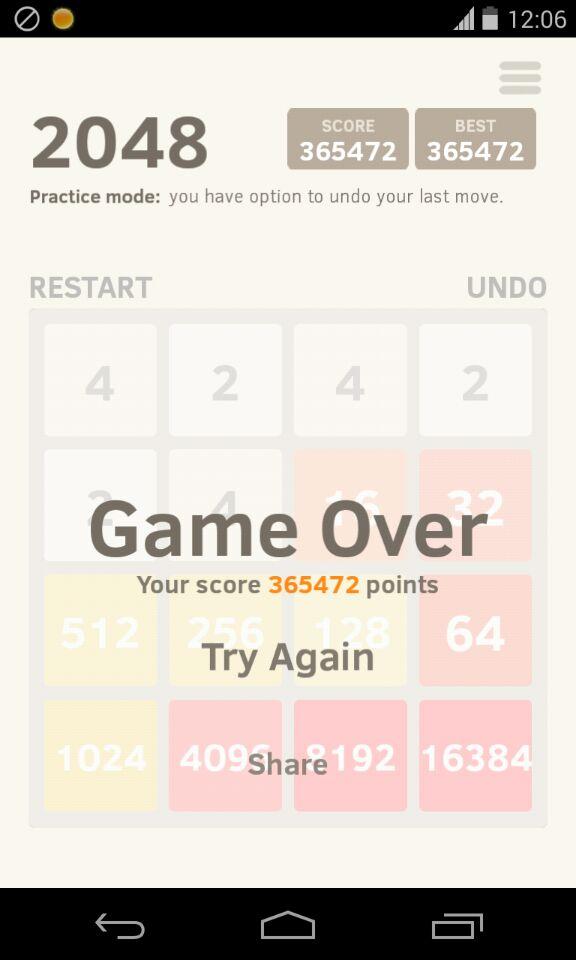 12:06
2048
SCORE
365472
BEST
365472
Practice mode: you have option to undo your last move.
RESTART
UNDO
4 2 4 2
2 4 16 32
Game Over
Your score 365472 points
512 256 128 64
Try Again
1024 4096 8192 16384
Share